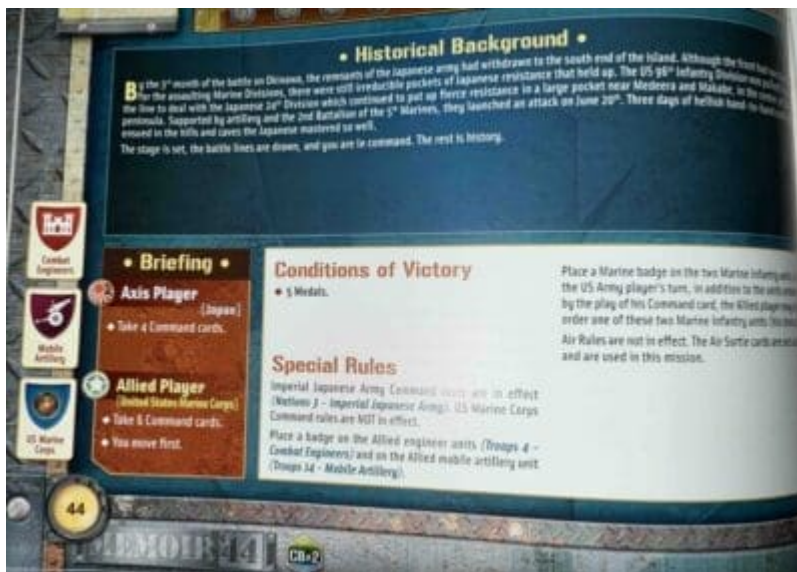 • Historical Background •
By the 3rd month of the battle on Okinawa, the remnants of the Japanese army had withdrawn to the south end of the island. Although the front had
for the assaulting Marine Divisions, there were still irreducible pockets of Japanese resistance that held up. The US 96th Infantry Division was
the line to deal with the Japanese 24th Division which continued to put up fierce resistance in a large pocket near Medeera and Makabe, in the
peninsula. Supported by artillery and the 2nd Battalion of the 5th Marines, they launched an attack on June 20th. Three days of hellish hand-to-hand
ensued in the hills and caves the Japanese mastered so well.
The stage is set, the battle lines are drawn, and you are in command. The rest is history.
Combat
Engineers
Mobile
Artillery
US Marine
Corps
• Briefing •
Axis Player
[Japan]
Take 4 Command cards.
Allied Player
[United States Marine Corps]
Take 6 Command cards.
You move first.
Conditions of Victory
5 Medals.
Special Rules
Imperial Japanese Army Command rules are in effect
(Nations 3 - Imperial Japanese Army). US Marine Corps
Command rules are NOT in effect.
Place a badge on the Allied engineer units (Troops 4 -
Combat Engineers) and on the Allied mobile artillery unit
(Troops 14 - Mobile Artillery).
Place a Marine badge on the two Marine Infantry units.
the US Army player's turn, in addition to the units
by the play of his Command card, the Allied player may
order one of these two Marine Infantry units
Air Rules are not in effect. The Air Sortie cards are
and are used in this mission.
44
MEMOIR '44
CB•2